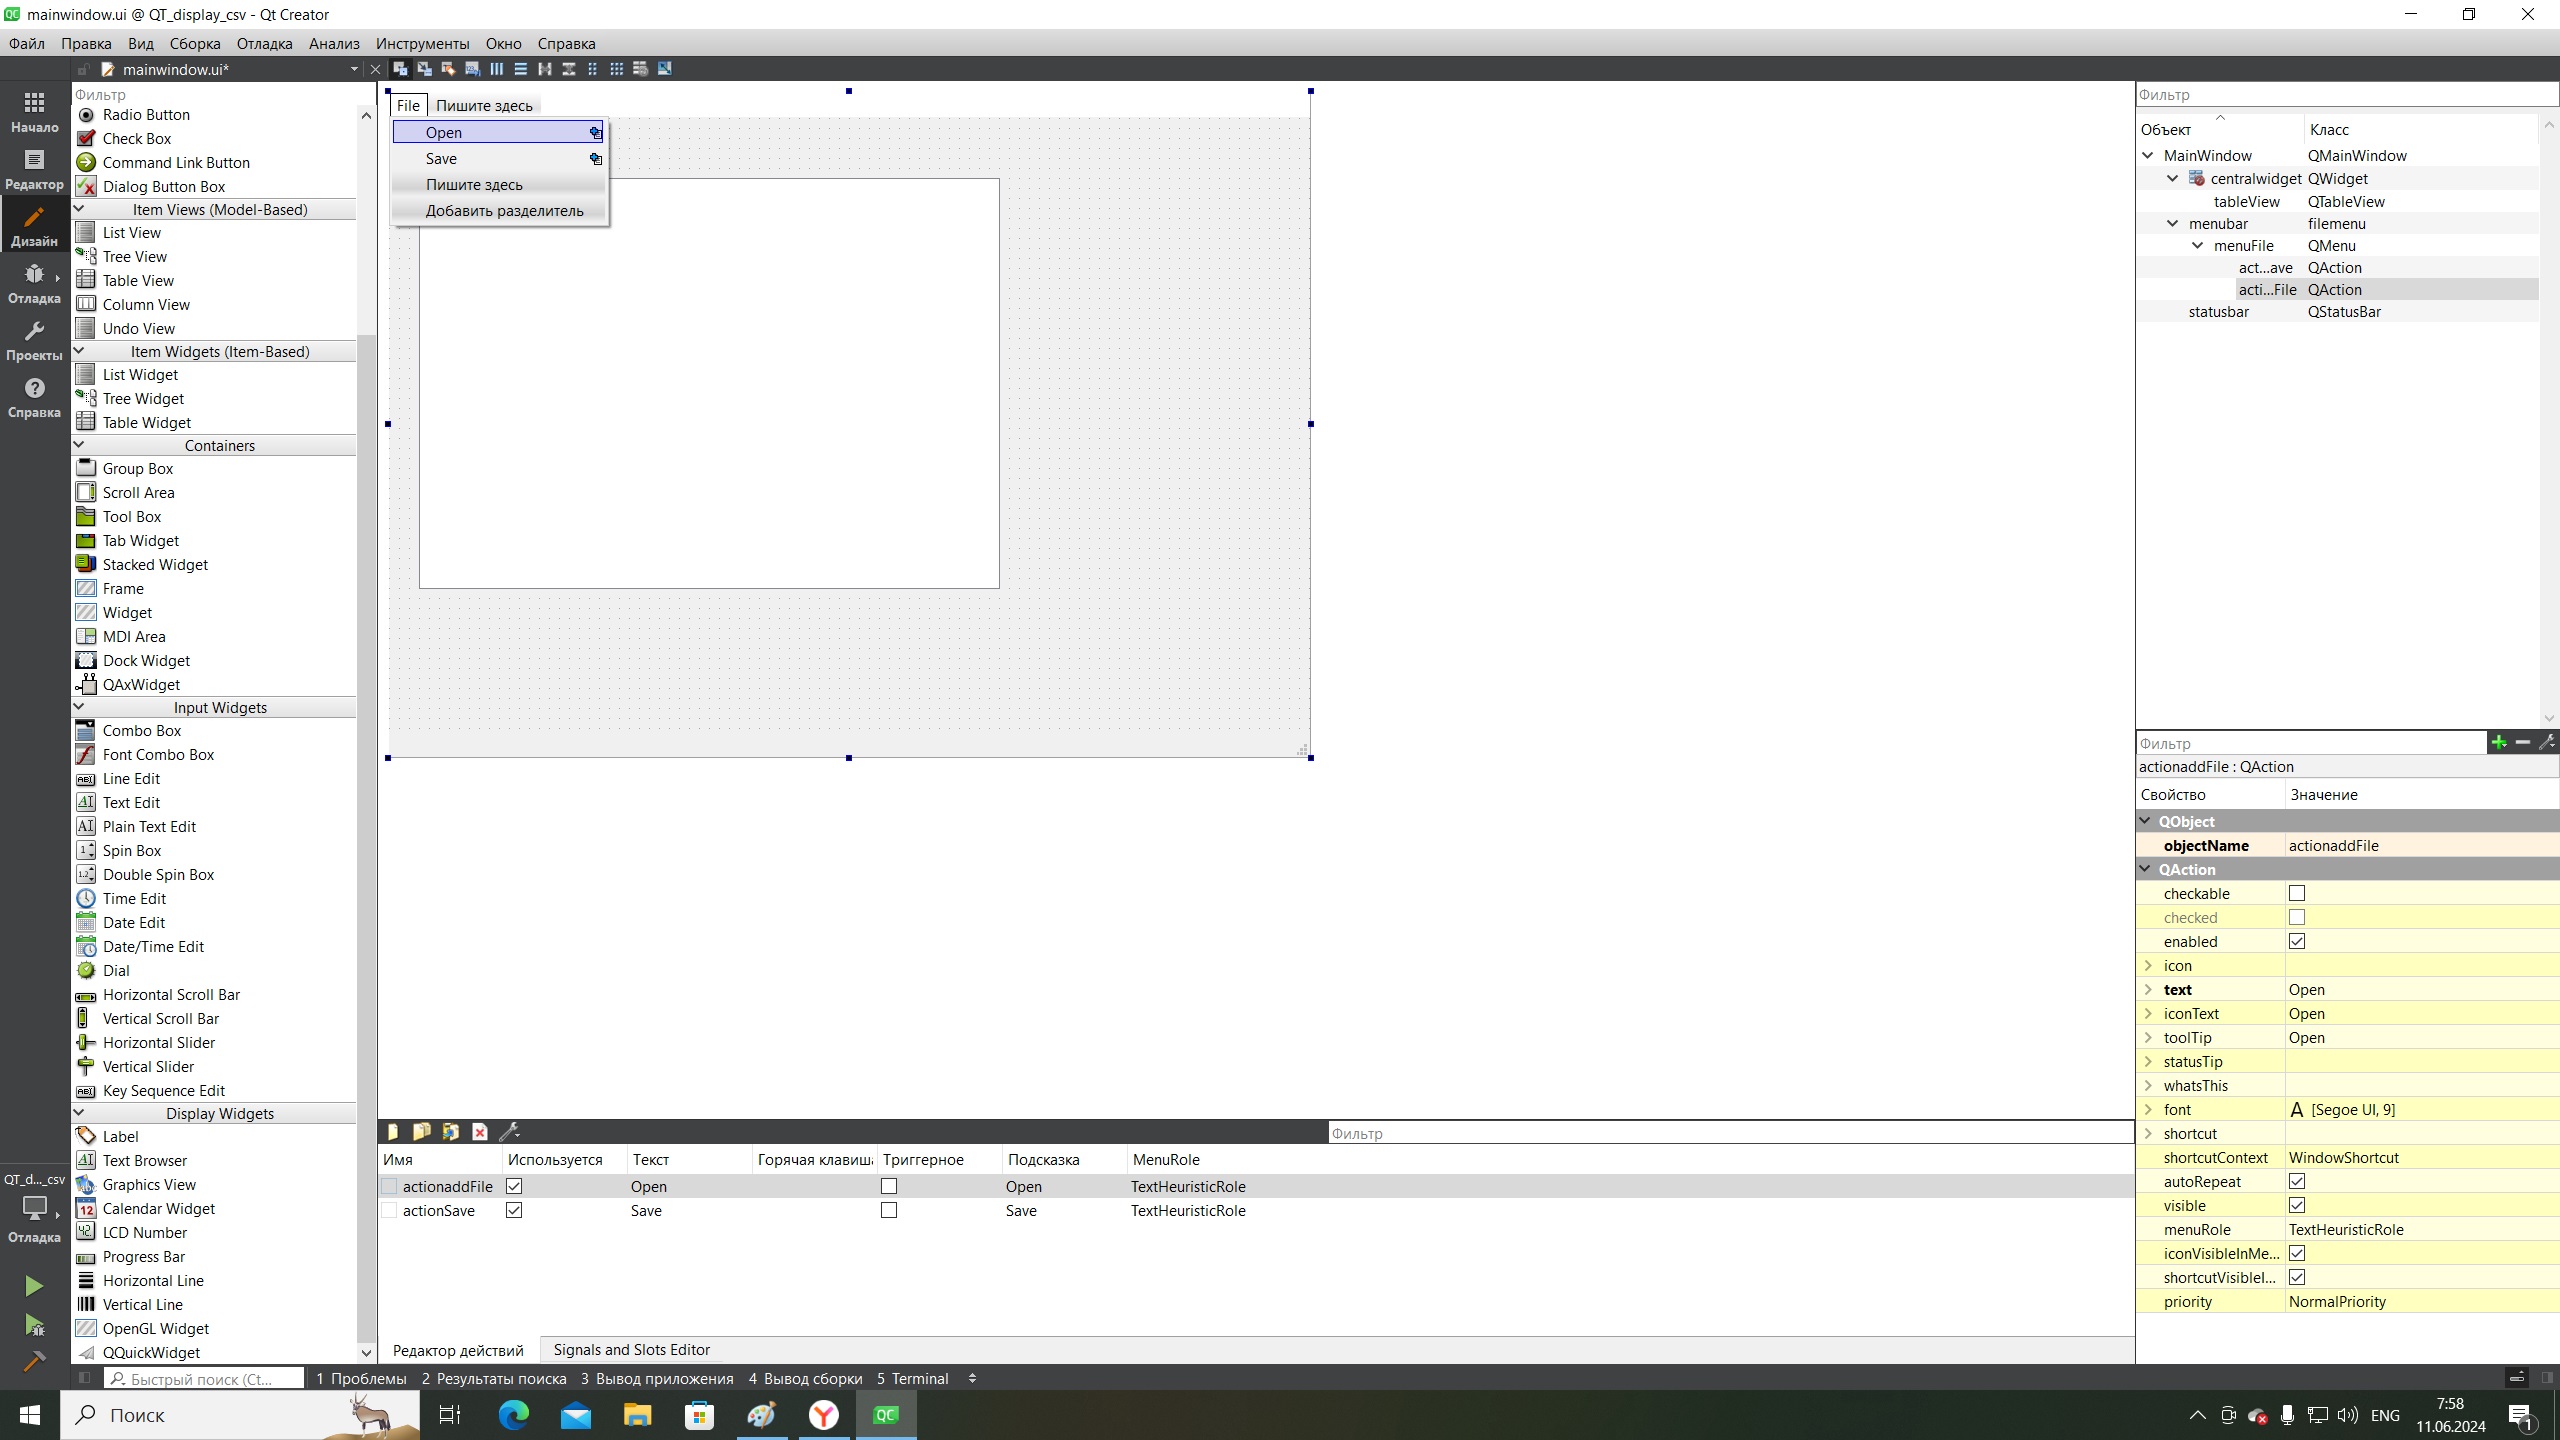 mainwindow.ui @ QT_display_csv - Qt Creator
Файл Правка Вид Сборка Отладка Анализ Инструменты Окно Справка
mainwindow.ui*
Начало
Редактор
Дизайн
Отладка
Проекты
Справка
QT_d..._csv
Отладка
Фильтр
Radio Button
Check Box
Command Link Button
Dialog Button Box
Item Views (Model-Based)
List View
Tree View
Table View
Column View
Undo View
Item Widgets (Item-Based)
List Widget
Tree Widget
Table Widget
Containers
Group Box
Scroll Area
Tool Box
Tab Widget
Stacked Widget
Frame
Widget
MDI Area
Dock Widget
QAxWidget
Input Widgets
Combo Box
Font Combo Box
Line Edit
Text Edit
Plain Text Edit
Spin Box
Double Spin Box
Time Edit
Date Edit
Date/Time Edit
Dial
Horizontal Scroll Bar
Vertical Scroll Bar
Horizontal Slider
Vertical Slider
Key Sequence Edit
Display Widgets
Label
Text Browser
Graphics View
Calendar Widget
LCD Number
Progress Bar
Horizontal Line
Vertical Line
OpenGL Widget
QQuickWidget
File Пишите здесь
Open
Save
Пишите здесь
Добавить разделитель
Фильтр
Имя Используется Текст Горячая клавиш Триггерное Подсказка MenuRole
actionaddFile Open Open TextHeuristicRole
actionSave Save Save TextHeuristicRole
Редактор действий Signals and Slots Editor
Фильтр
Объект Класс
MainWindow QMainWindow
centralwidget QWidget
tableView QTableView
menubar filemenu
menuFile QMenu
act...ave QAction
acti...File QAction
statusbar QStatusBar
Фильтр
actionaddFile : QAction
Свойство Значение
QObject
objectName actionaddFile
QAction
checkable
checked
enabled
icon
text Open
iconText Open
toolTip Open
statusTip
whatsThis
font A [Segoe UI, 9]
shortcut
shortcutContext WindowShortcut
autoRepeat
visible
menuRole TextHeuristicRole
iconVisibleInMe...
shortcutVisibleI...
priority NormalPriority
Быстрый поиск (Ct... 1 Проблемы 2 Результаты поиска 3 Вывод приложения 4 Вывод сборки 5 Terminal
Поиск
ENG
7:58
11.06.2024
1